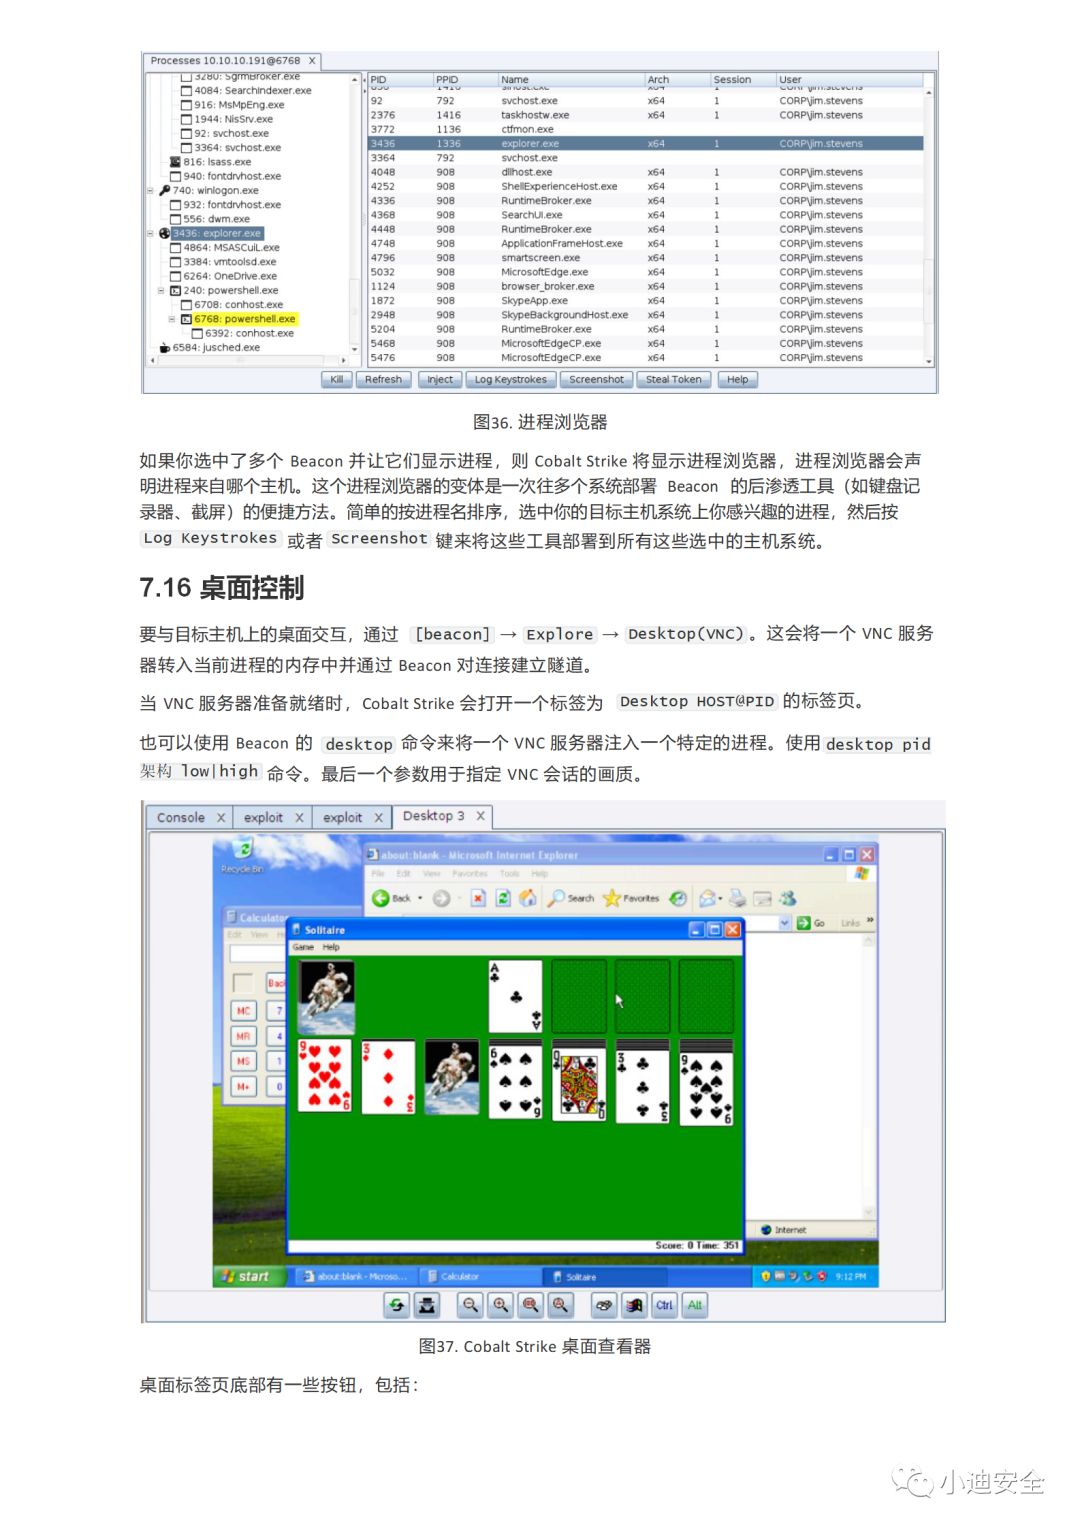 Processes 10.10.10.191@6768 X
3280: SgrmBroker.exe
4084: SearchIndexer.exe
916: MsMpEng.exe
1944: NisSrv.exe
92: svchost.exe
3364: svchost.exe
816: lsass.exe
940: fontdrvhost.exe
740: winlogon.exe
932: fontdrvhost.exe
556: dwm.exe
3436: explorer.exe
4864: MSASCuiL.exe
3384: vmtoolsd.exe
6264: OneDrive.exe
240: powershell.exe
6708: conhost.exe
6768: powershell.exe
6392: conhost.exe
6584: jusched.exe
PID PPID Name Arch Session User
92 792 svchost.exe x64 1 CORP\jim.stevens
2376 1416 taskhostw.exe x64 1 CORP\jim.stevens
3772 1136 ctfmon.exe
3436 1336 explorer.exe x64 1 CORP\jim.stevens
3364 792 svchost.exe
4048 908 dllhost.exe x64 1 CORP\jim.stevens
4252 908 ShellExperienceHost.exe x64 1 CORP\jim.stevens
4336 908 RuntimeBroker.exe x64 1 CORP\jim.stevens
4368 908 SearchUI.exe x64 1 CORP\jim.stevens
4448 908 RuntimeBroker.exe x64 1 CORP\jim.stevens
4748 908 ApplicationFrameHost.exe x64 1 CORP\jim.stevens
4796 908 smartscreen.exe x64 1 CORP\jim.stevens
5032 908 MicrosoftEdge.exe x64 1 CORP\jim.stevens
1124 908 browser_broker.exe x64 1 CORP\jim.stevens
1872 908 SkypeApp.exe x64 1 CORP\jim.stevens
2948 908 SkypeBackgroundHost.exe x64 1 CORP\jim.stevens
5204 908 RuntimeBroker.exe x64 1 CORP\jim.stevens
5468 908 MicrosoftEdgeCP.exe x64 1 CORP\jim.stevens
5476 908 MicrosoftEdgeCP.exe x64 1 CORP\jim.stevens
Kill Refresh Inject Log Keystrokes Screenshot Steal Token Help
图36. 进程浏览器
如果你选中了多个 Beacon 并让它们显示进程，则 Cobalt Strike 将显示进程浏览器，进程浏览器会声
明进程来自哪个主机。这个进程浏览器的变体是一次往多个系统部署 Beacon 的后渗透工具（如键盘记
录器、截屏）的便捷方法。简单的按进程名排序，选中你的目标主机系统上你感兴趣的进程，然后按
Log Keystrokes 或者 Screenshot 键来将这些工具部署到所有这些选中的主机系统。
7.16 桌面控制
要与目标主机上的桌面交互，通过 [beacon] → Explore → Desktop(VNC)。这会将一个 VNC 服务
器转入当前进程的内存中并通过 Beacon 对连接建立隧道。
当 VNC 服务器准备就绪时，Cobalt Strike 会打开一个标签为 Desktop HOST@PID 的标签页。
也可以使用 Beacon 的 desktop 命令来将一个 VNC 服务器注入一个特定的进程。使用 desktop pid
架构 low|high 命令。最后一个参数用于指定 VNC 会话的画质。
Console X exploit X exploit X Desktop 3 X
Recycle Bin
about:blank - Microsoft Internet Explorer
File Edit View Favorites Tools Help
Back Search Favorites
Go Links »
Calculator
Edit View
MC 7
MR 4
MS 1
M+ 0
Solitaire
Game Help
A A
9 9 3 3 6 6 Q Q 3 3 9 9
Score: 0 Time: 351
Internet
start about:blank - Microso... Calculator Solitaire 9:12 PM
Ctrl Alt
图37. Cobalt Strike 桌面查看器
桌面标签页底部有一些按钮，包括：
小迪安全